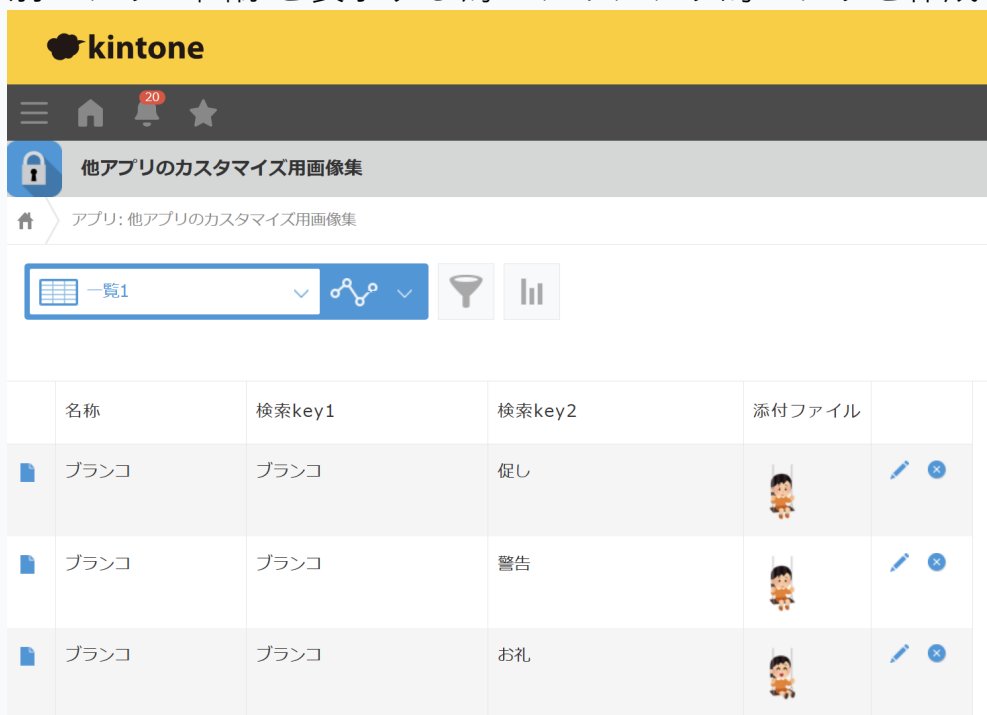 kintone
20
他アプリのカスタマイズ用画像集
アプリ: 他アプリのカスタマイズ用画像集
一覧1
名称 検索key1 検索key2 添付ファイル
ブランコ ブランコ 促し
ブランコ ブランコ 警告
ブランコ ブランコ お礼